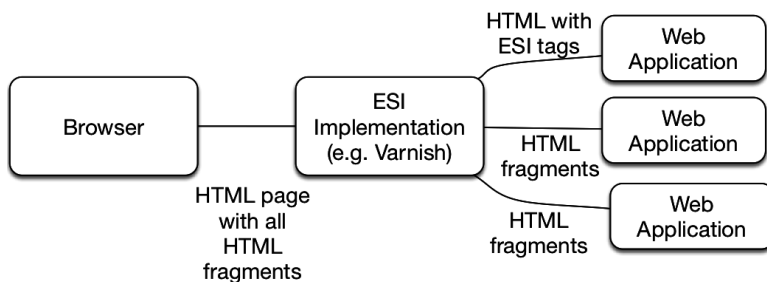 HTML with
ESI tags
Web
Application
Browser
ESI
Implementation
(e.g. Varnish)
Web
Application
HTML
fragments
HTML page
with all
HTML
fragments
HTML
fragments
Web
Application